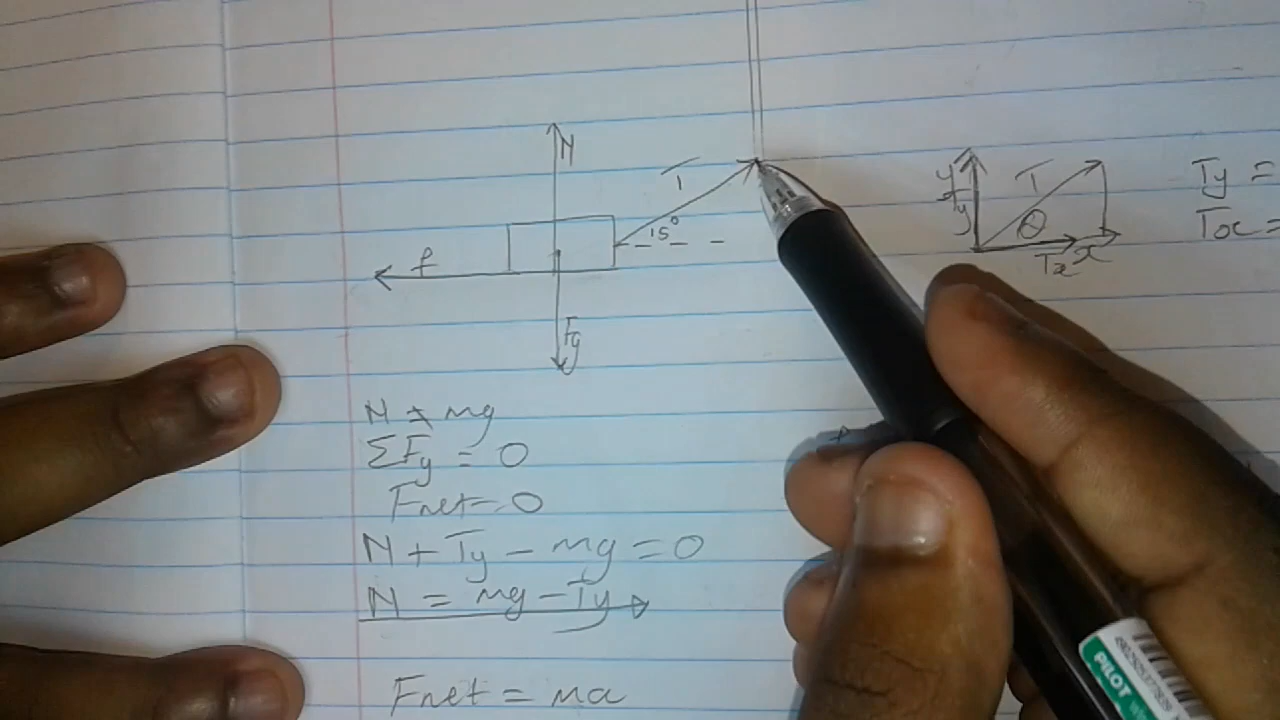 N
T
15°
f
Fg
y
Ty
T
θ
Tx
x
Ty =
Tx =
N ≠ mg
ΣFy = 0
Fnet = 0
N + Ty - mg = 0
N = mg - Ty
Fnet = ma
PILOT